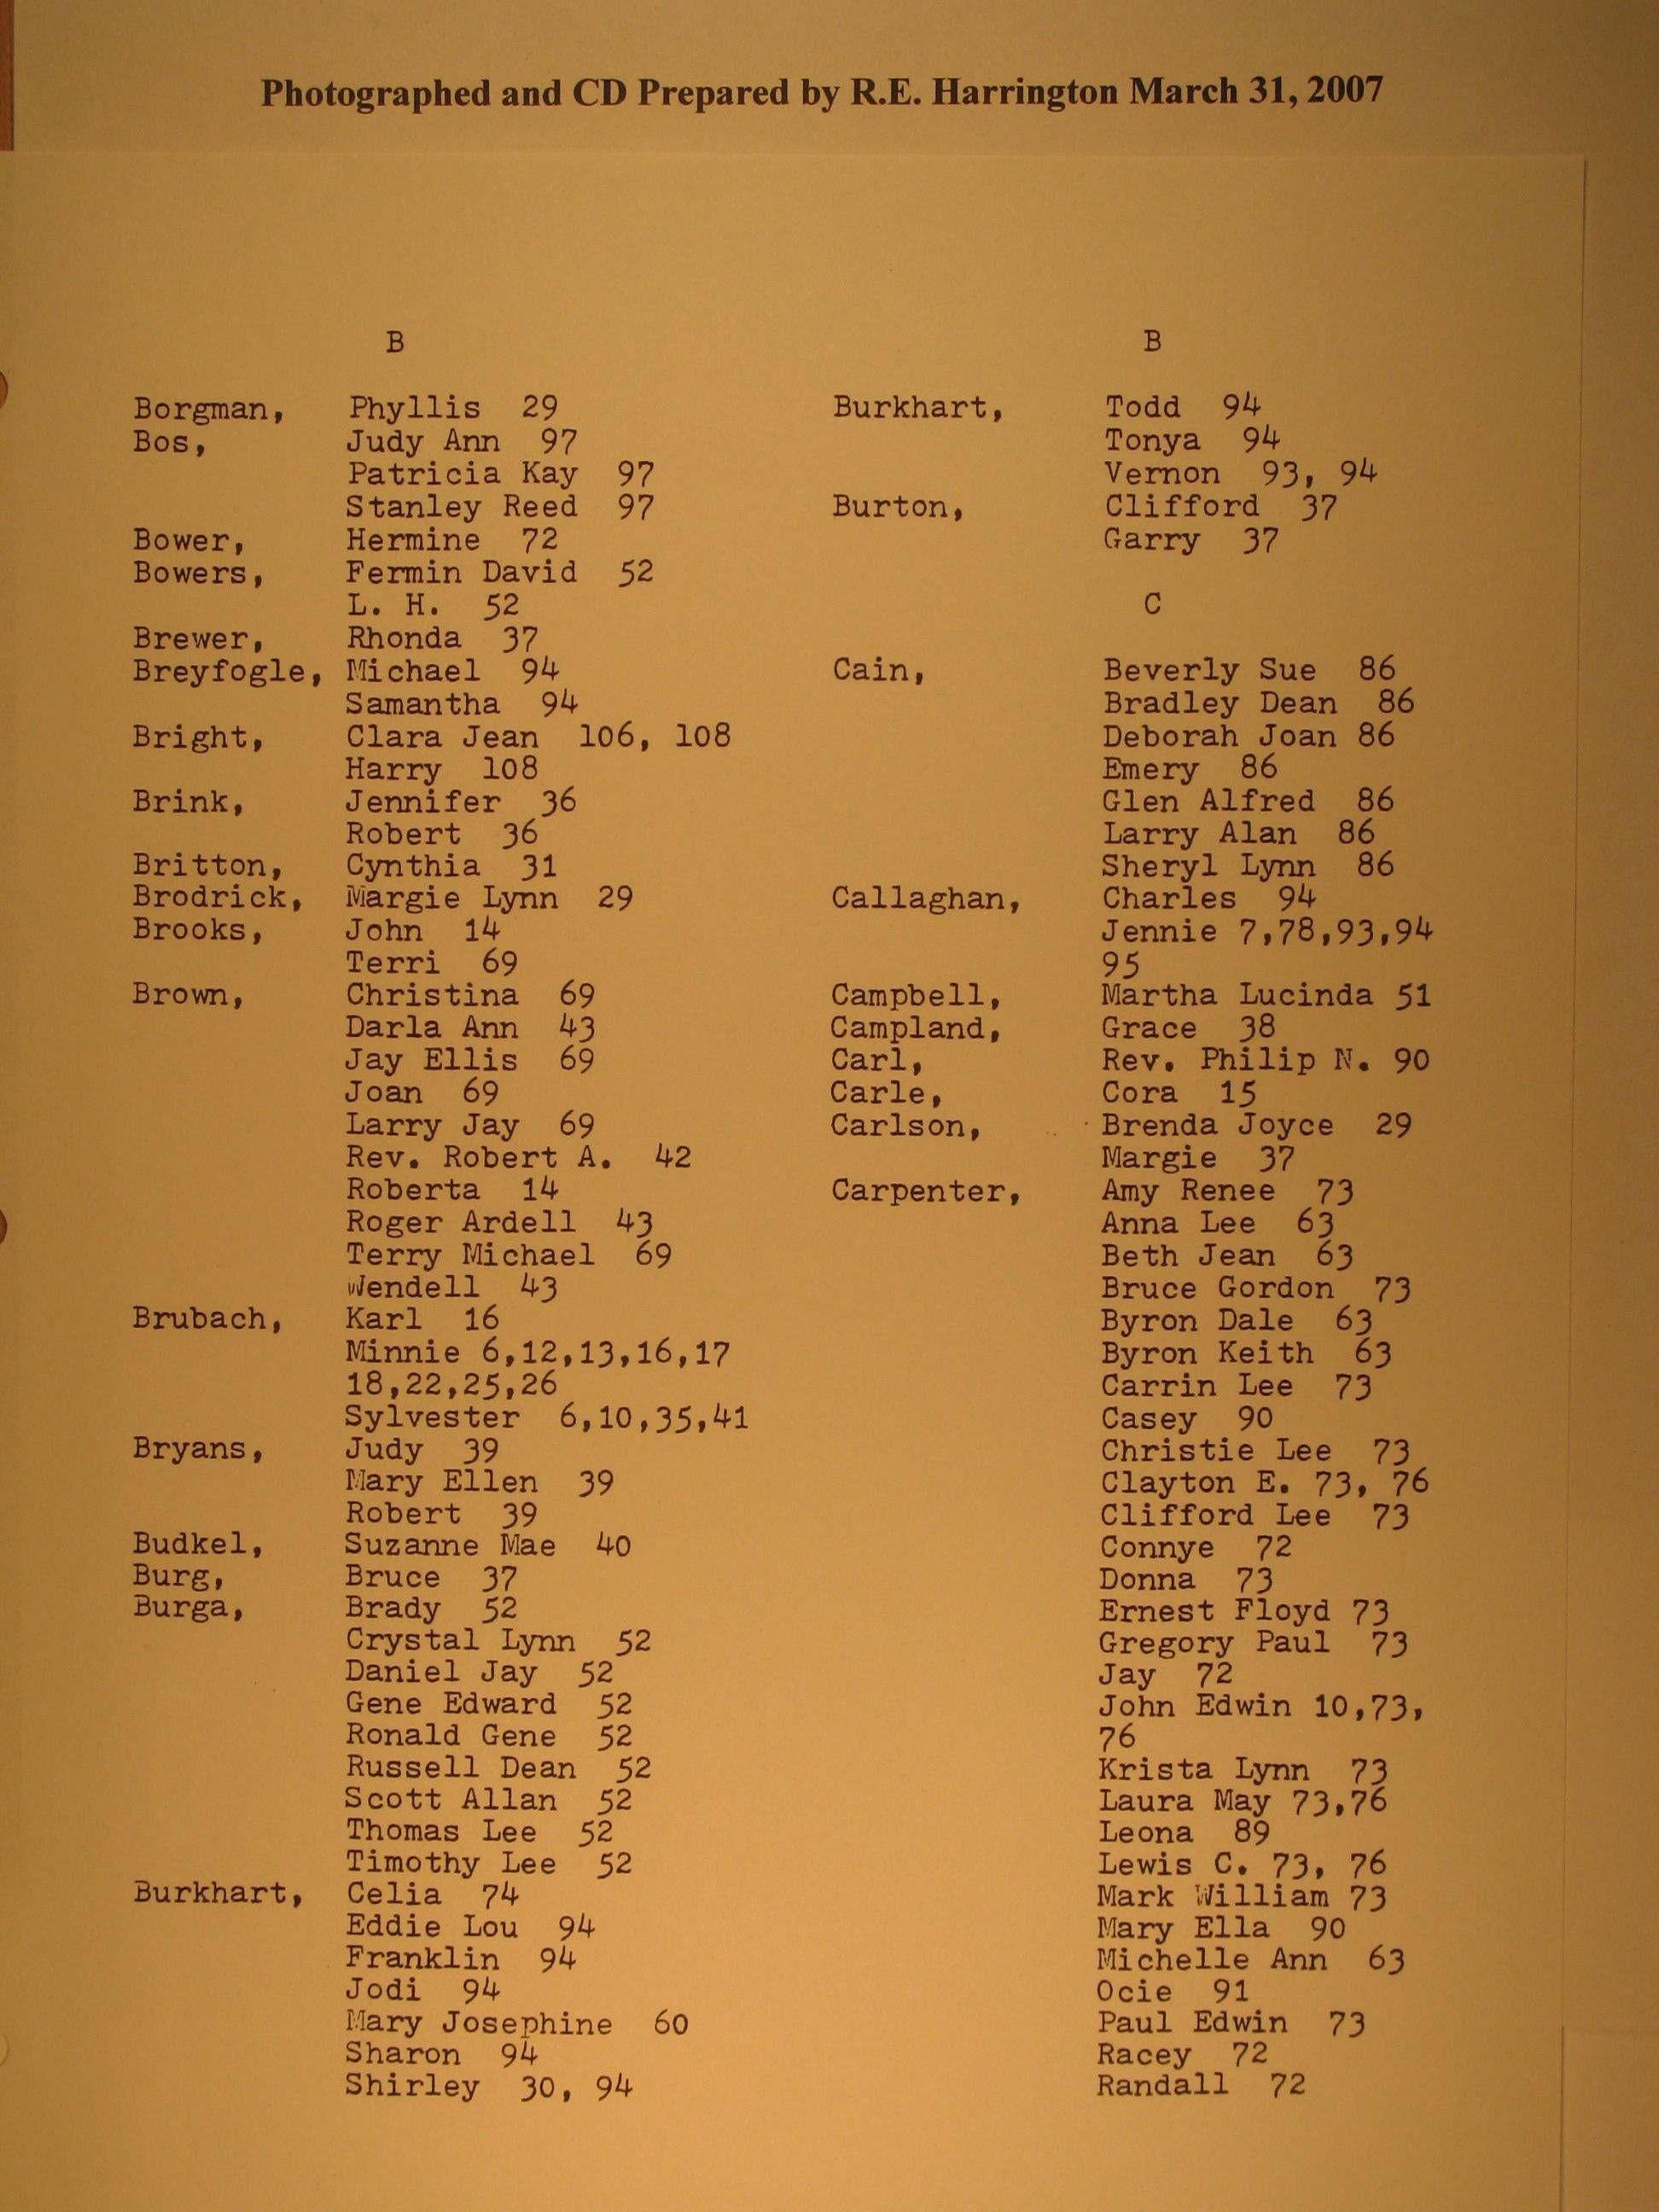 Photographed and CD Prepared by R.E. Harrington March 31, 2007
B
Borgman, Phyllis 29
Bos, Judy Ann 97
Patricia Kay 97
Stanley Reed 97
Bower, Hermine 72
Bowers, Fermin David 52
L. H. 52
Brewer, Rhonda 37
Breyfogle, Michael 94
Samantha 94
Bright, Clara Jean 106, 108
Harry 108
Brink, Jennifer 36
Robert 36
Britton, Cynthia 31
Brodrick, Margie Lynn 29
Brooks, John 14
Terri 69
Brown, Christina 69
Darla Ann 43
Jay Ellis 69
Joan 69
Larry Jay 69
Rev. Robert A. 42
Roberta 14
Roger Ardell 43
Terry Michael 69
Wendell 43
Brubach, Karl 16
Minnie 6,12,13,16,17
18,22,25,26
Sylvester 6,10,35,41
Bryans, Judy 39
Mary Ellen 39
Robert 39
Budkel, Suzanne Mae 40
Burg, Bruce 37
Burga, Brady 52
Crystal Lynn 52
Daniel Jay 52
Gene Edward 52
Ronald Gene 52
Russell Dean 52
Scott Allan 52
Thomas Lee 52
Timothy Lee 52
Burkhart, Celia 74
Eddie Lou 94
Franklin 94
Jodi 94
Mary Josephine 60
Sharon 94
Shirley 30, 94
B
Burkhart, Todd 94
Tonya 94
Vernon 93, 94
Burton, Clifford 37
Garry 37
C
Cain, Beverly Sue 86
Bradley Dean 86
Deborah Joan 86
Emery 86
Glen Alfred 86
Larry Alan 86
Sheryl Lynn 86
Callaghan, Charles 94
Jennie 7,78,93,94
95
Campbell, Martha Lucinda 51
Campland, Grace 38
Carl, Rev. Philip N. 90
Carle, Cora 15
Carlson, Brenda Joyce 29
Margie 37
Carpenter, Amy Renee 73
Anna Lee 63
Beth Jean 63
Bruce Gordon 73
Byron Dale 63
Byron Keith 63
Carrin Lee 73
Casey 90
Christie Lee 73
Clayton E. 73, 76
Clifford Lee 73
Connye 72
Donna 73
Ernest Floyd 73
Gregory Paul 73
Jay 72
John Edwin 10,73,
76
Krista Lynn 73
Laura May 73,76
Leona 89
Lewis C. 73, 76
Mark William 73
Mary Ella 90
Michelle Ann 63
Ocie 91
Paul Edwin 73
Racey 72
Randall 72